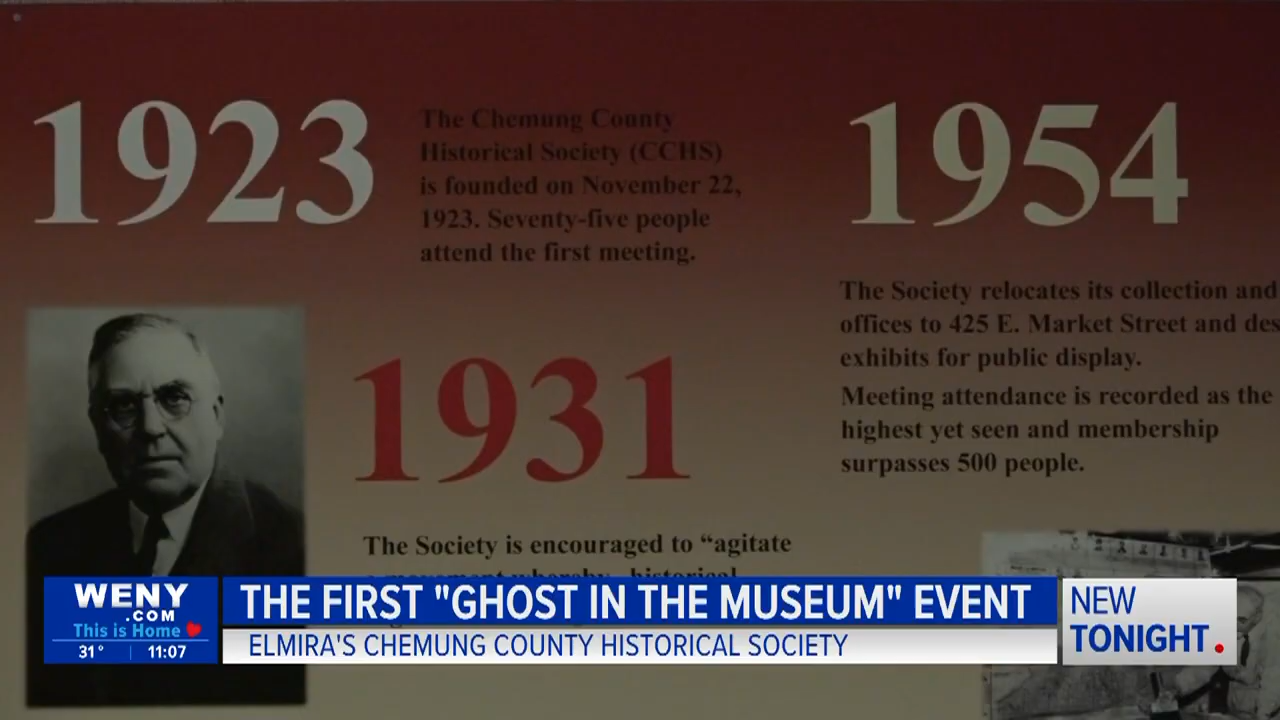 1923
The Chemung County
Historical Society (CCHS)
is founded on November 22,
1923. Seventy-five people
attend the first meeting.
1954
The Society relocates its collection and
offices to 425 E. Market Street and des
exhibits for public display.
Meeting attendance is recorded as the
highest yet seen and membership
surpasses 500 people.
1931
The Society is encouraged to “agitate
a movement whereby historical
WENY
.COM
This is Home
31° 11:07
THE FIRST "GHOST IN THE MUSEUM" EVENT
ELMIRA'S CHEMUNG COUNTY HISTORICAL SOCIETY
NEW
TONIGHT.